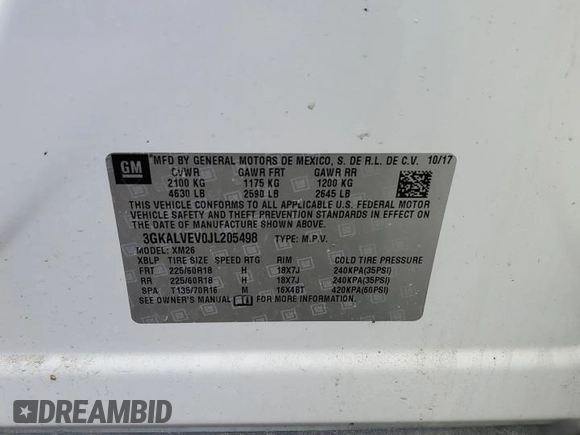 GM
MFD BY GENERAL MOTORS DE MEXICO, S. DE R.L. DE C.V. 10/17
GVWR GAWR FRT GAWR RR
2100 KG 1175 KG 1200 KG
4630 LB 2590 LB 2645 LB
THIS VEHICLE CONFORMS TO ALL APPLICABLE U.S. FEDERAL MOTOR
VEHICLE SAFETY AND THEFT PREVENTION STANDARDS IN EFFECT ON
THE DATE OF MANUFACTURE SHOWN ABOVE.
3GKALVEV0JL205498 TYPE: M.P.V.
MODEL: XM26
XBLP TIRE SIZE SPEED RTG RIM COLD TIRE PRESSURE
FRT 225/60R18 H 18X7J 240KPA(35PSI)
RR 225/60R18 H 18X7J 240KPA(35PSI)
SPA T135/70R16 M 16X4BT 420KPA(60PSI)
SEE OWNER'S MANUAL FOR MORE INFORMATION.
DREAMBID